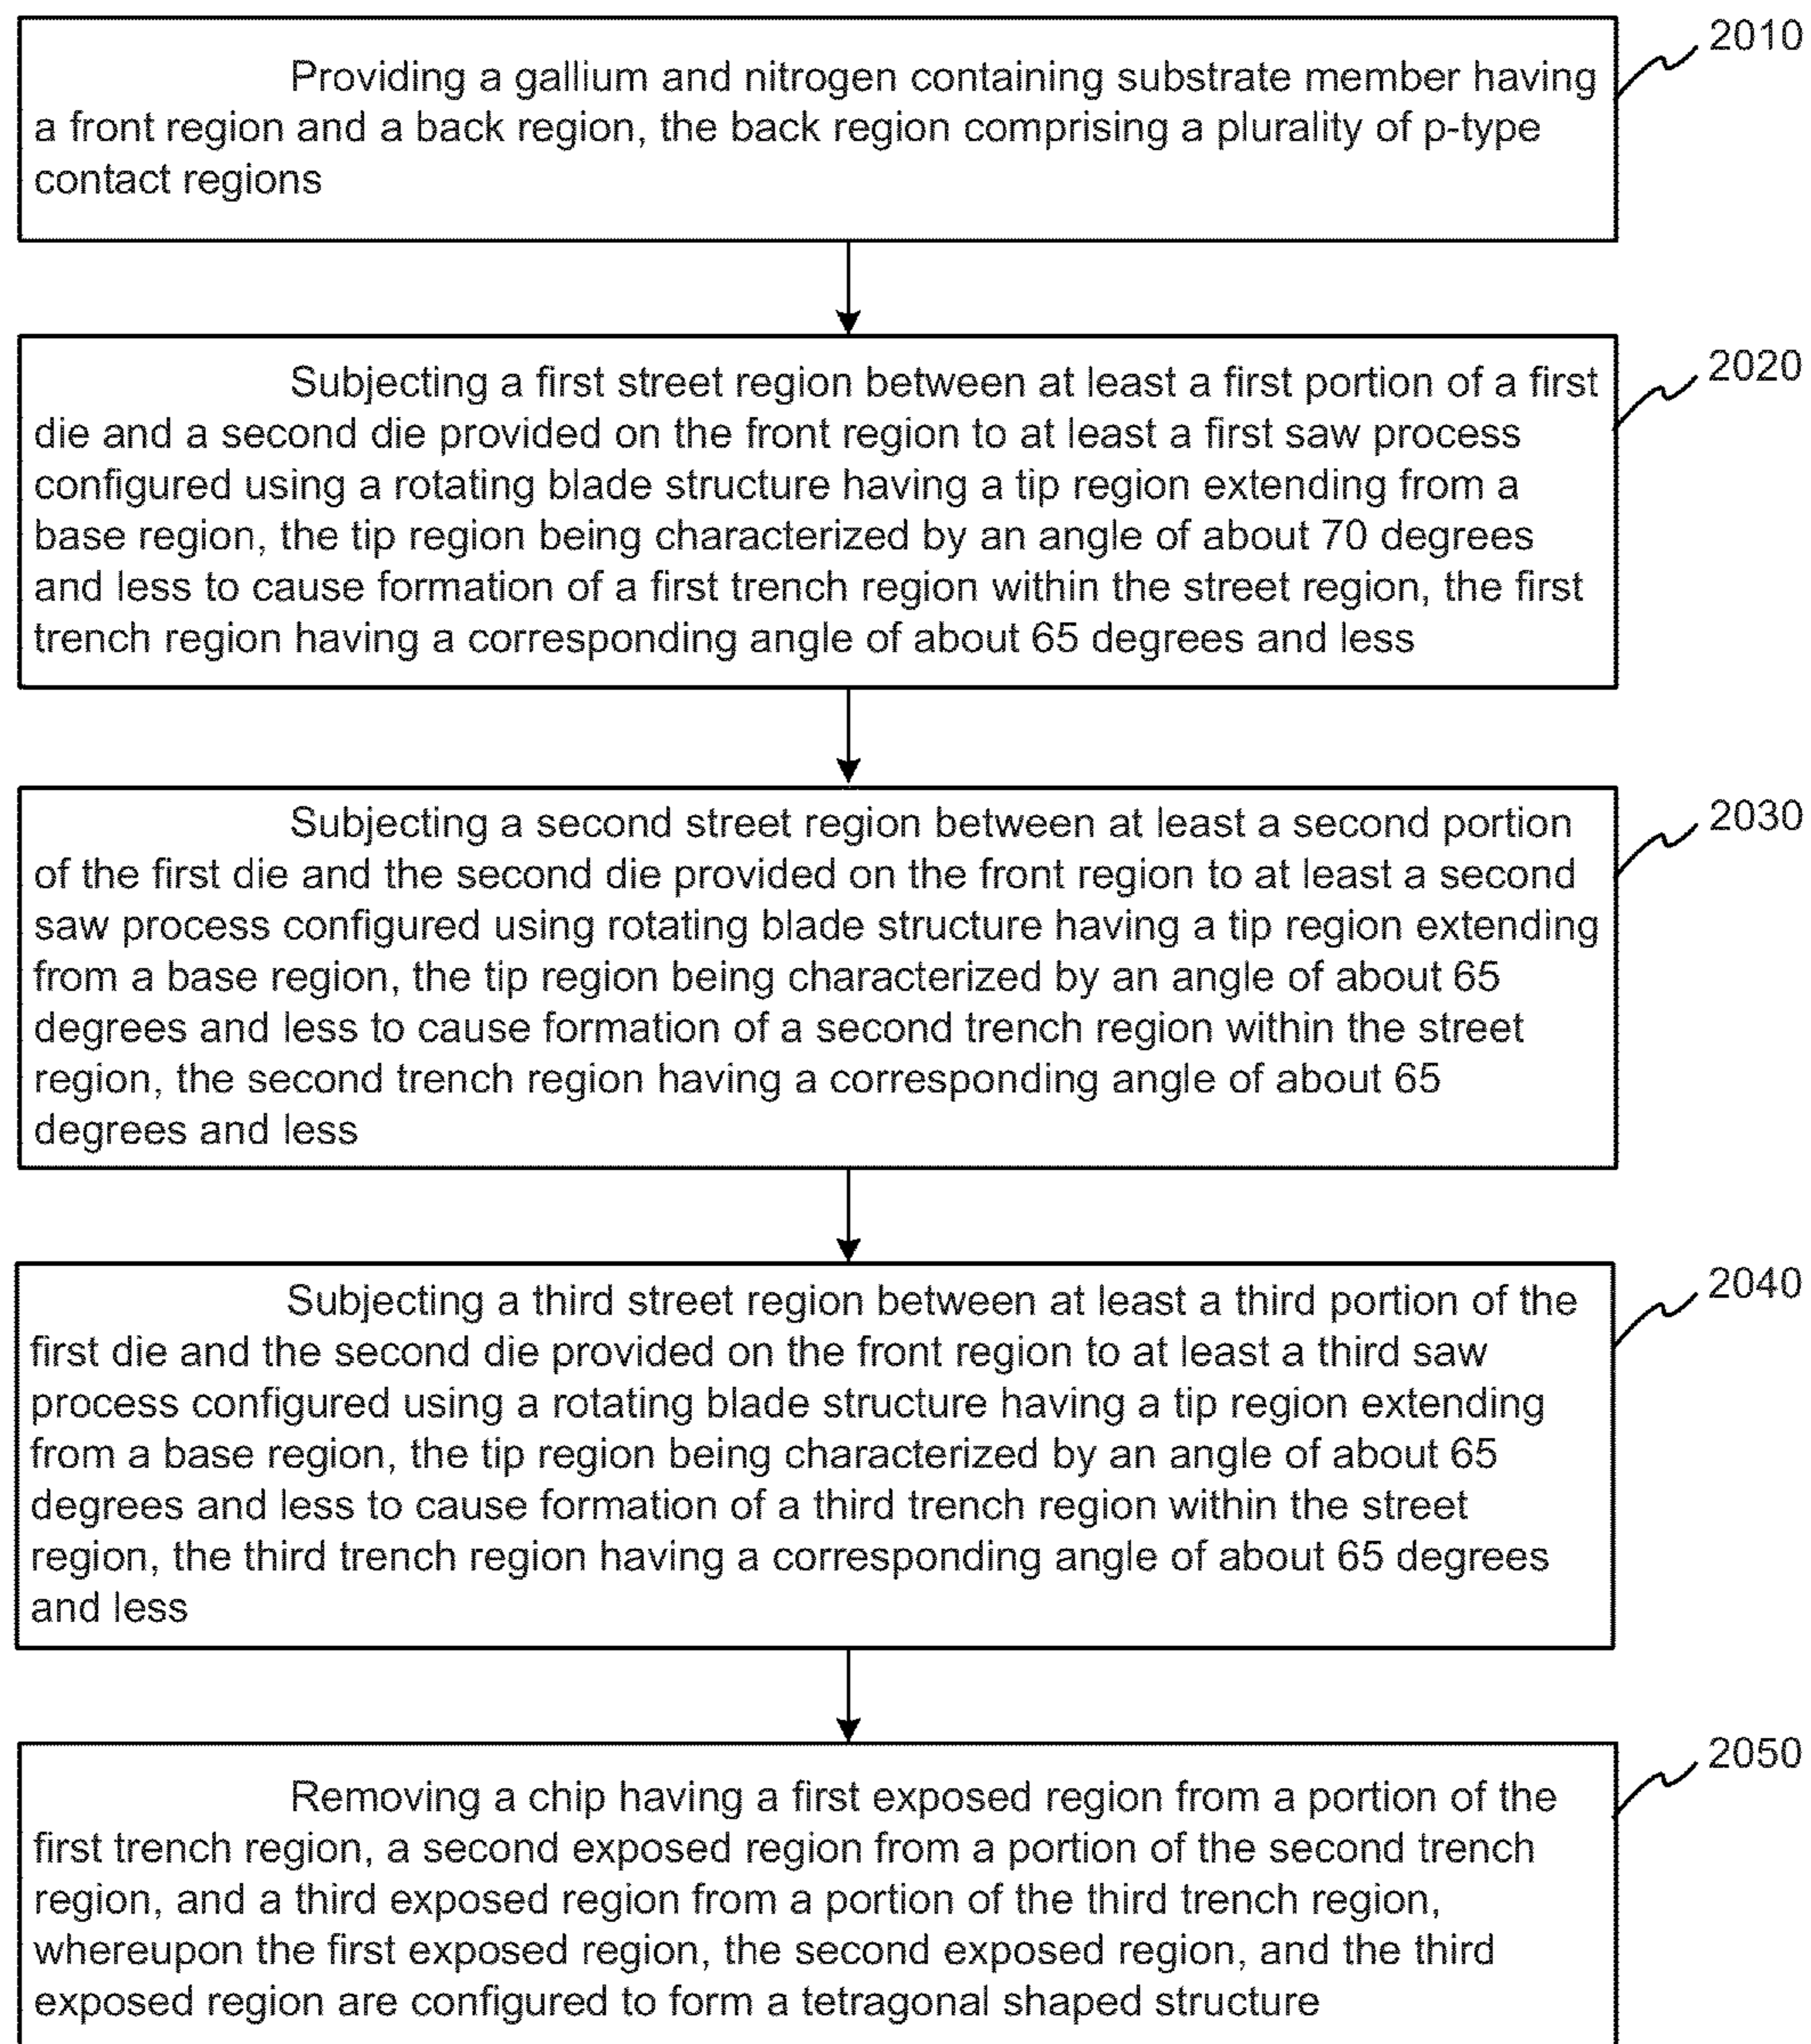 2010
Providing a gallium and nitrogen containing substrate member having
a front region and a back region, the back region comprising a plurality of p-type
contact regions
2020
Subjecting a first street region between at least a first portion of a first
die and a second die provided on the front region to at least a first saw process
configured using a rotating blade structure having a tip region extending from a
base region, the tip region being characterized by an angle of about 70 degrees
and less to cause formation of a first trench region within the street region, the first
trench region having a corresponding angle of about 65 degrees and less
2030
Subjecting a second street region between at least a second portion
of the first die and the second die provided on the front region to at least a second
saw process configured using rotating blade structure having a tip region extending
from a base region, the tip region being characterized by an angle of about 65
degrees and less to cause formation of a second trench region within the street
region, the second trench region having a corresponding angle of about 65
degrees and less
2040
Subjecting a third street region between at least a third portion of the
first die and the second die provided on the front region to at least a third saw
process configured using a rotating blade structure having a tip region extending
from a base region, the tip region being characterized by an angle of about 65
degrees and less to cause formation of a third trench region within the street
region, the third trench region having a corresponding angle of about 65 degrees
and less
2050
Removing a chip having a first exposed region from a portion of the
first trench region, a second exposed region from a portion of the second trench
region, and a third exposed region from a portion of the third trench region,
whereupon the first exposed region, the second exposed region, and the third
exposed region are configured to form a tetragonal shaped structure